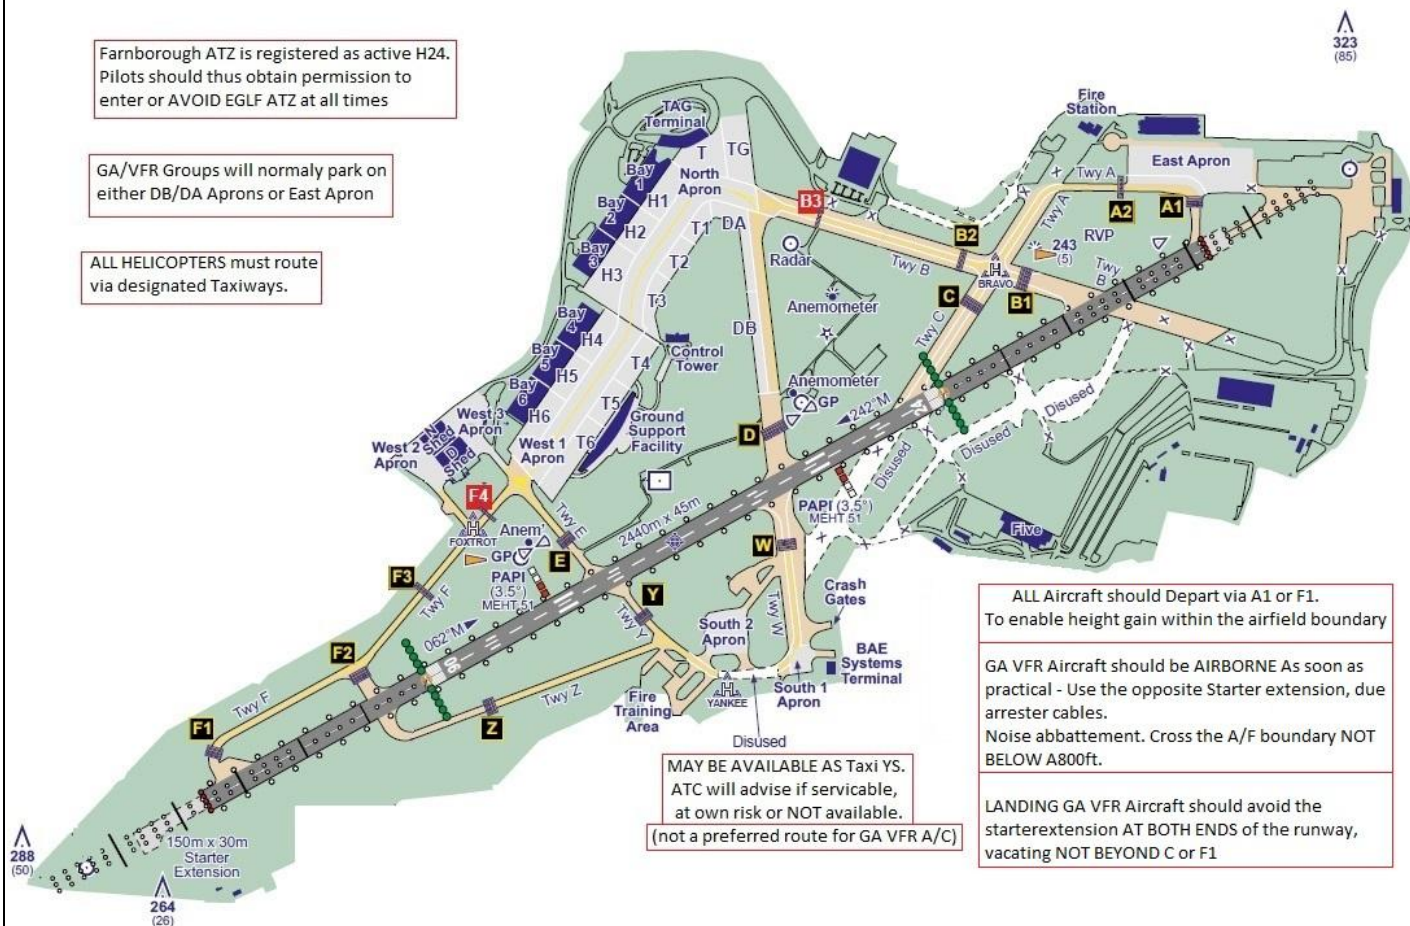 Farnborough ATZ is registered as active H24.
Pilots should thus obtain permission to
enter or AVOID EGLF ATZ at all times
GA/VFR Groups will normaly park on
either DB/DA Aprons or East Apron
ALL HELICOPTERS must route
via designated Taxiways.
323
(85)
TAG
Terminal
Fire
Station
T
TG
East Apron
North
Apron
Bay
1
H1
Bay
2
H2
Bay
3
H3
T1
DA
T2
T3
B3
Radar
Twy B
B2
Twy A
Twy A
A2
A1
RVP
243
(5)
H
BRAVO
B1
Twy
B
C
Twy C
Anemometer
DB
Bay
4
H4
Bay
5
H5
Bay
6
H6
T4
T5
T6
Control
Tower
Anemometer
GP
242°M
24
Ground
Support
Facility
West 3
Apron
West 2
Apron
N
Shed
D
Shed
West 1
Apron
D
Disused
Disused
Disused
F4
H
FOXTROT
Anem'
GP
Twy E
E
2440m x 45m
PAPI (3.5°)
MEHT 51
Five
F3
Twy F
PAPI
(3.5°)
MEHT 51
W
Y
Twy Y
Twy W
Crash
Gates
062°M
06
South 2
Apron
BAE
Systems
Terminal
F2
Twy F
F1
Twy Z
Z
Fire
Training
Area
H
YANKEE
South 1
Apron
Disused
MAY BE AVAILABLE AS Taxi YS.
ATC will advise if servicable,
at own risk or NOT available.
(not a preferred route for GA VFR A/C)
ALL Aircraft should Depart via A1 or F1.
To enable height gain within the airfield boundary
GA VFR Aircraft should be AIRBORNE As soon as
practical - Use the opposite Starter extension, due
arrester cables.
Noise abbattement. Cross the A/F boundary NOT
BELOW A800ft.
LANDING GA VFR Aircraft should avoid the
starterextension AT BOTH ENDS of the runway,
vacating NOT BEYOND C or F1
150m x 30m
Starter
Extension
288
(50)
264
(26)